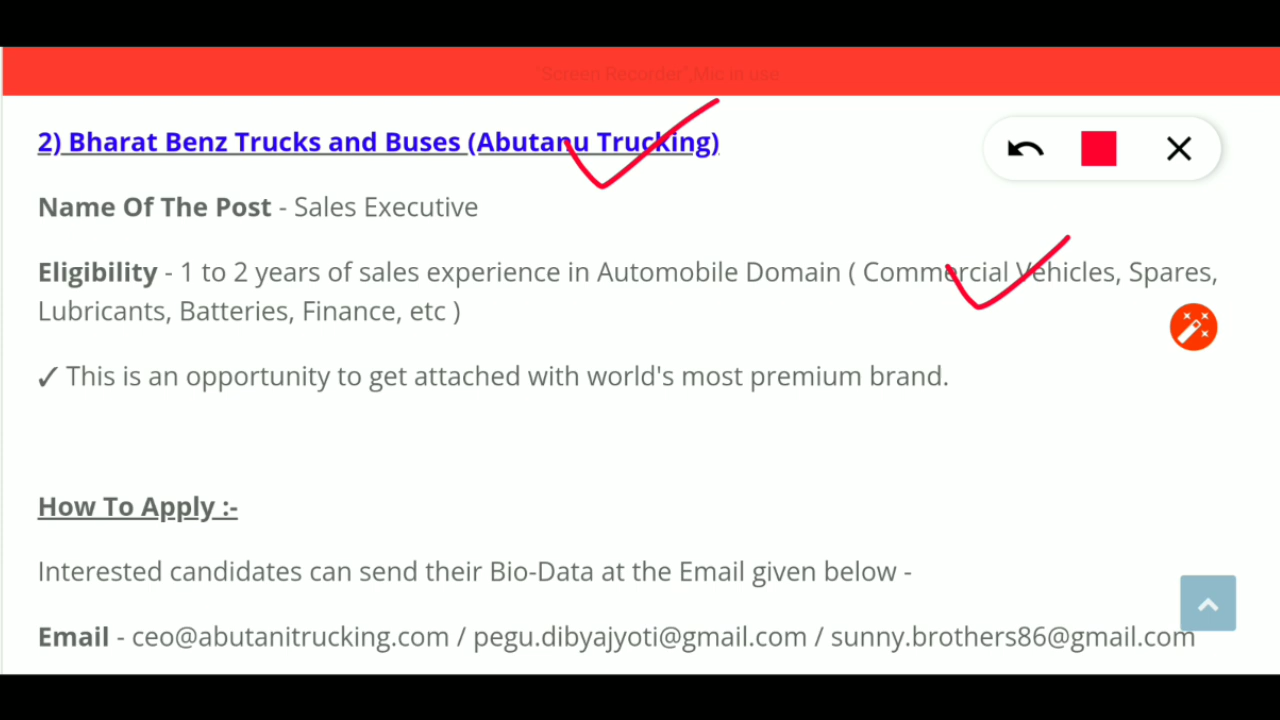 "Screen Recorder",Mic in use
2) Bharat Benz Trucks and Buses (Abutanu Trucking)
Name Of The Post - Sales Executive
Eligibility - 1 to 2 years of sales experience in Automobile Domain ( Commercial Vehicles, Spares,
Lubricants, Batteries, Finance, etc )
✓ This is an opportunity to get attached with world's most premium brand.
How To Apply :-
Interested candidates can send their Bio-Data at the Email given below -
Email - ceo@abutanitrucking.com / pegu.dibyajyoti@gmail.com / sunny.brothers86@gmail.com